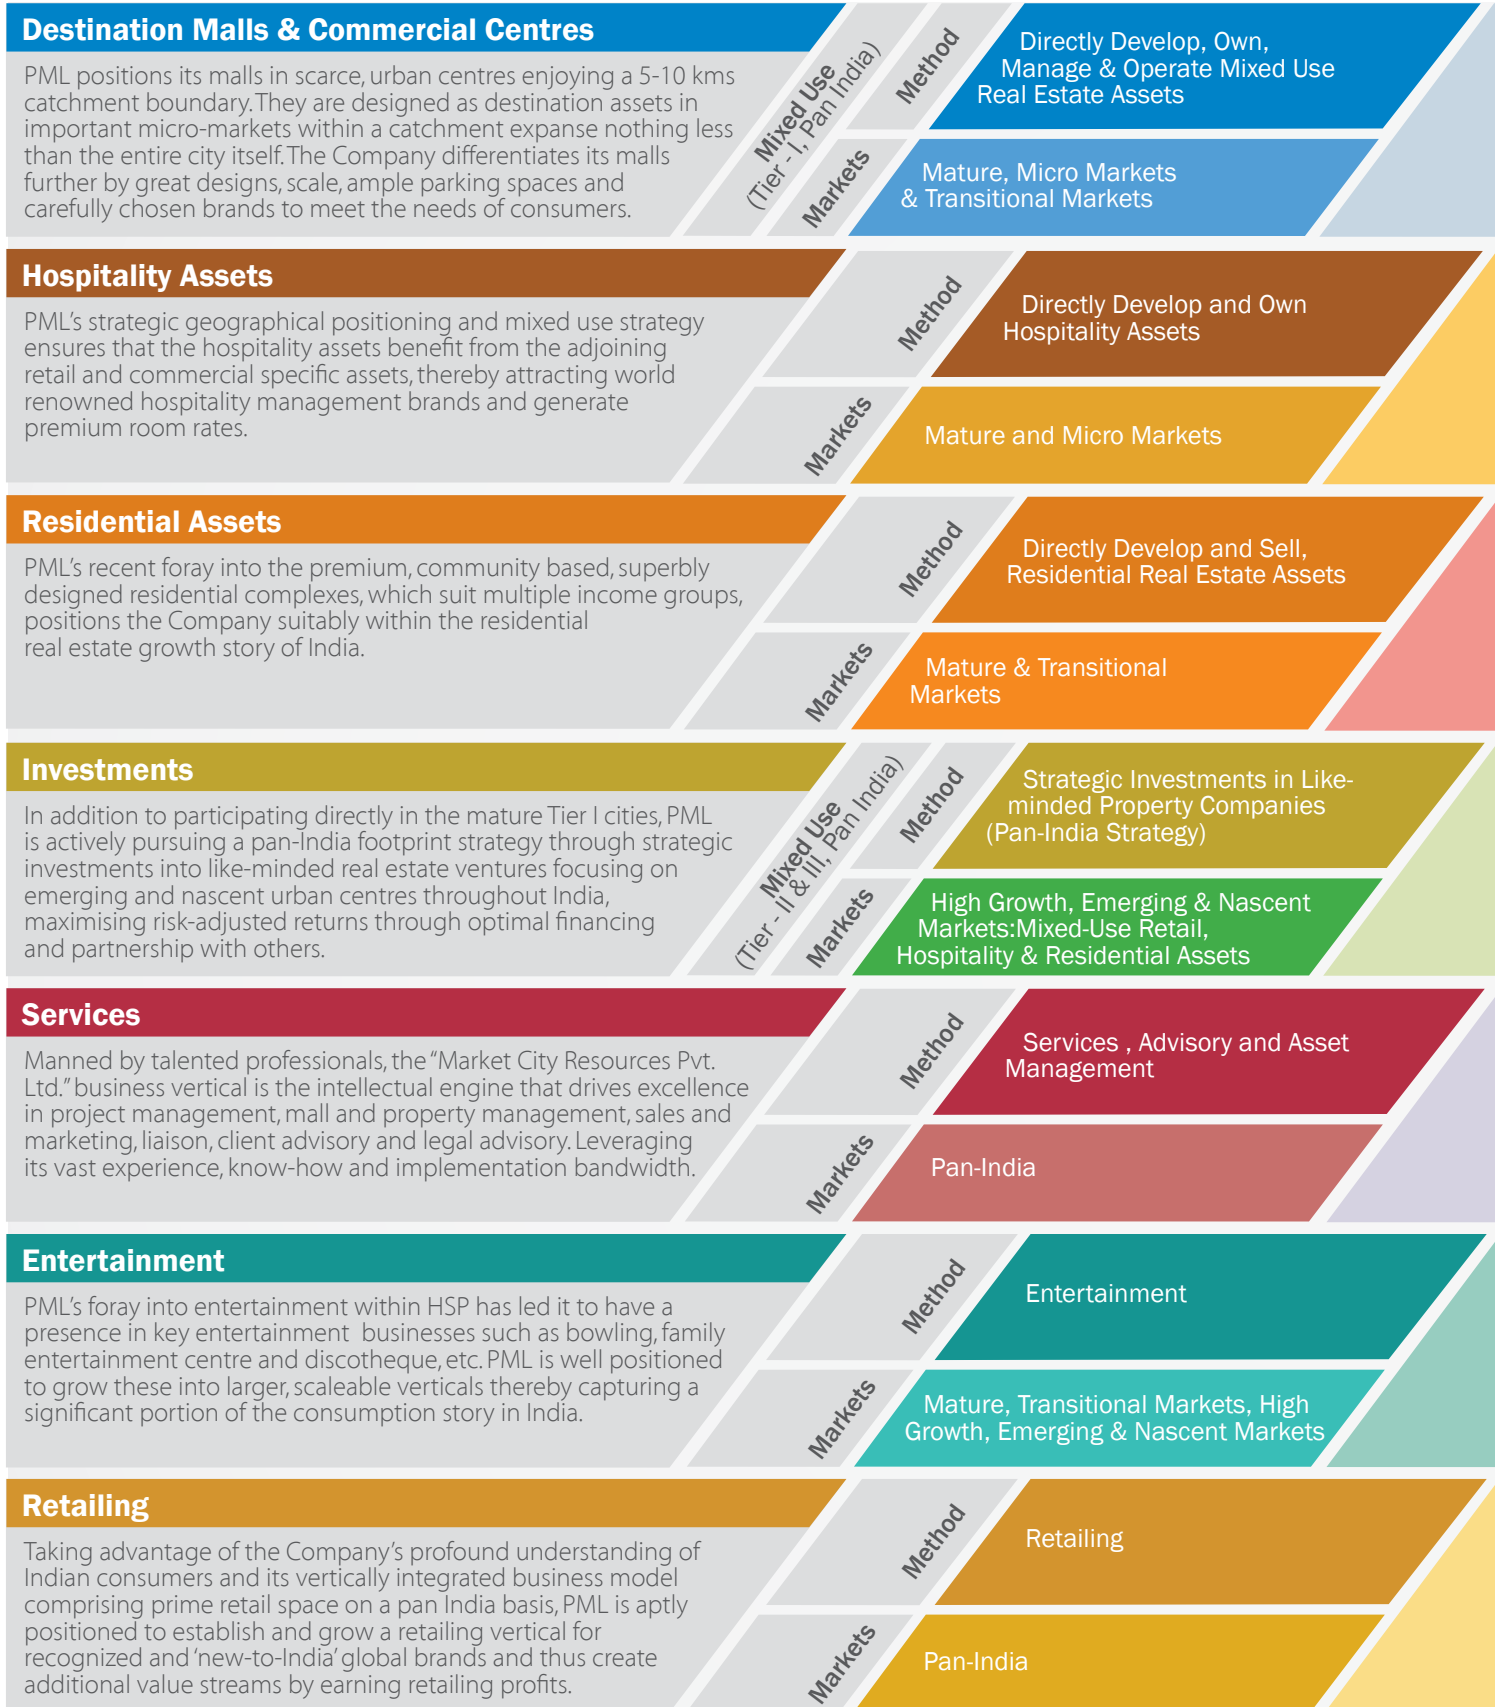 Destination Malls & Commercial Centres
PML positions its malls in scarce, urban centres enjoying a 5-10 kms
catchment boundary. They are designed as destination assets in
important micro-markets within a catchment expanse nothing less
than the entire city itself. The Company differentiates its malls
further by great designs, scale, ample parking spaces and
carefully chosen brands to meet the needs of consumers.
Mixed Use
(Tier - I, Pan India)
Method
Directly Develop, Own,
Manage & Operate Mixed Use
Real Estate Assets
Markets
Mature, Micro Markets
& Transitional Markets
Hospitality Assets
PML's strategic geographical positioning and mixed use strategy
ensures that the hospitality assets benefit from the adjoining
retail and commercial specific assets, thereby attracting world
renowned hospitality management brands and generate
premium room rates.
Method
Directly Develop and Own
Hospitality Assets
Markets
Mature and Micro Markets
Residential Assets
PML's recent foray into the premium, community based, superbly
designed residential complexes, which suit multiple income groups,
positions the Company suitably within the residential
real estate growth story of India.
Method
Directly Develop and Sell,
Residential Real Estate Assets
Markets
Mature & Transitional
Markets
Investments
In addition to participating directly in the mature Tier I cities, PML
is actively pursuing a pan-India footprint strategy through strategic
investments into like-minded real estate ventures focusing on
emerging and nascent urban centres throughout India,
maximising risk-adjusted returns through optimal financing
and partnership with others.
Mixed Use
(Tier - II & III, Pan India)
Method
Strategic Investments in Like-
minded Property Companies
(Pan-India Strategy)
Markets
High Growth, Emerging & Nascent
Markets:Mixed-Use Retail,
Hospitality & Residential Assets
Services
Manned by talented professionals, the "Market City Resources Pvt.
Ltd." business vertical is the intellectual engine that drives excellence
in project management, mall and property management, sales and
marketing, liaison, client advisory and legal advisory. Leveraging
its vast experience, know-how and implementation bandwidth.
Method
Services , Advisory and Asset
Management
Markets
Pan-India
Entertainment
PML's foray into entertainment within HSP has led it to have a
presence in key entertainment businesses such as bowling, family
entertainment centre and discotheque, etc. PML is well positioned
to grow these into larger, scaleable verticals thereby capturing a
significant portion of the consumption story in India.
Method
Entertainment
Markets
Mature, Transitional Markets, High
Growth, Emerging & Nascent Markets
Retailing
Taking advantage of the Company's profound understanding of
Indian consumers and its vertically integrated business model
comprising prime retail space on a pan India basis, PML is aptly
positioned to establish and grow a retailing vertical for
recognized and 'new-to-India' global brands and thus create
additional value streams by earning retailing profits.
Method
Retailing
Markets
Pan-India